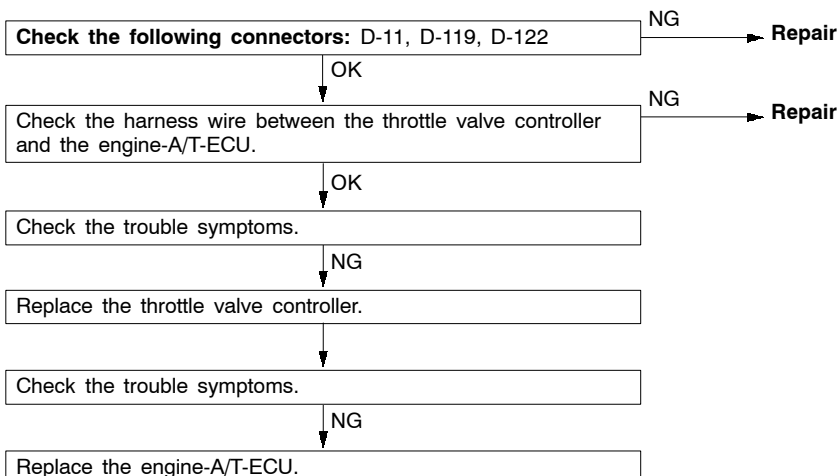 Check the following connectors: D-11, D-119, D-122
NG
Repair
OK
Check the harness wire between the throttle valve controller
and the engine-A/T-ECU.
NG
Repair
OK
Check the trouble symptoms.
NG
Replace the throttle valve controller.
Check the trouble symptoms.
NG
Replace the engine-A/T-ECU.